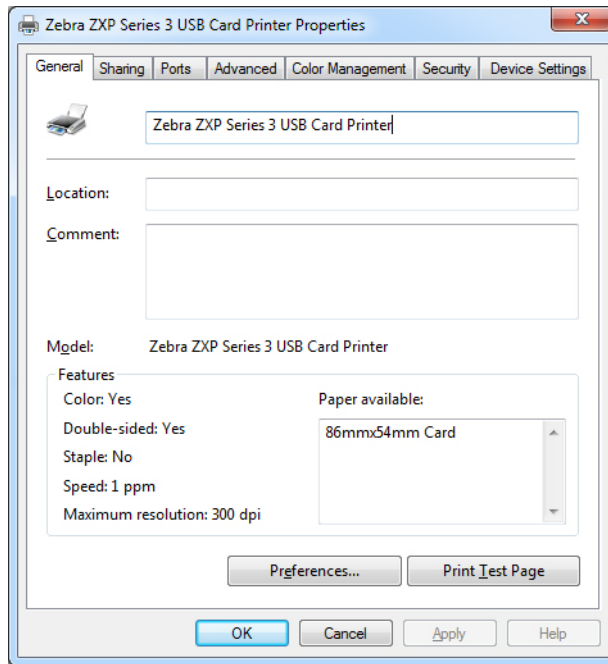 Zebra ZXP Series 3 USB Card Printer Properties
General Sharing Ports Advanced Color Management Security Device Settings
Zebra ZXP Series 3 USB Card Printer
Location:
Comment:
Model: Zebra ZXP Series 3 USB Card Printer
Features
Color: Yes Paper available:
Double-sided: Yes 86mmx54mm Card
Staple: No
Speed: 1 ppm
Maximum resolution: 300 dpi
Preferences... Print Test Page
OK Cancel Apply Help